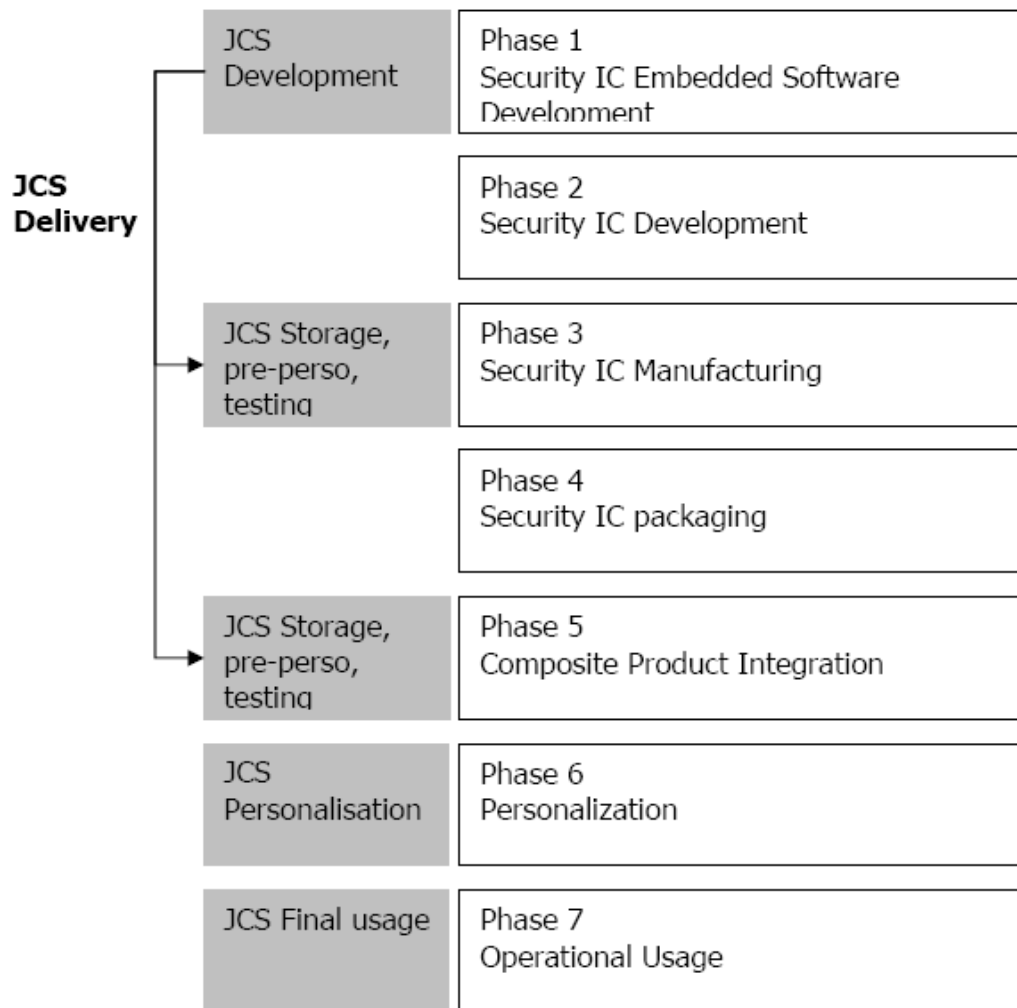 JCS
Development
Phase 1
Security IC Embedded Software
Development
JCS
Delivery
Phase 2
Security IC Development
JCS Storage,
pre-perso,
testing
Phase 3
Security IC Manufacturing
Phase 4
Security IC packaging
JCS Storage,
pre-perso,
testing
Phase 5
Composite Product Integration
JCS
Personalisation
Phase 6
Personalization
JCS Final usage
Phase 7
Operational Usage